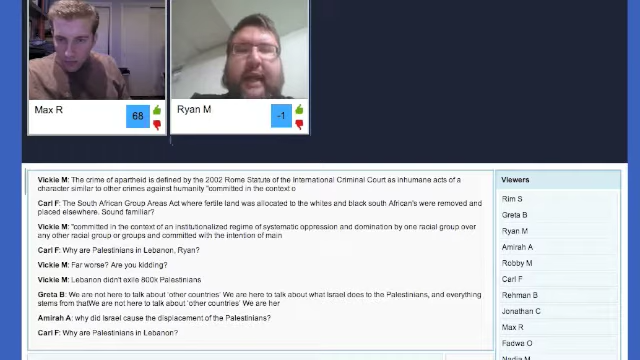 Max R
68
Ryan M
-1
Vickie M: The crime of apartheid is defined by the 2002 Rome Statute of the International Criminal Court as inhumane acts of a
character similar to other crimes against humanity "committed in the context o
Carl F: The South African Group Areas Act where fertile land was allocated to the whites and black south African's were removed and
placed elsewhere. Sound familiar?
Vickie M: "committed in the context of an institutionalized regime of systematic oppression and domination by one racial group over
any other racial group or groups and committed with the intention of main
Carl F: Why are Palestinians in Lebanon, Ryan?
Vickie M: Far worse? Are you kidding?
Vickie M: Lebanon didn't exile 800k Palestinians
Greta B: We are not here to talk about 'other countries' We are here to talk about what Israel does to the Palestinians, and everything
stems from thatWe are not here to talk about 'other countries' We are her
Amirah A: why did Israel cause the displacement of the Palestinians?
Carl F: Why are Palestinians in Lebanon?
Viewers
Rim S
Greta B
Ryan M
Amirah A
Robby M
Carl F
Rehman B
Jonathan C
Max R
Fadwa O
Nadia M